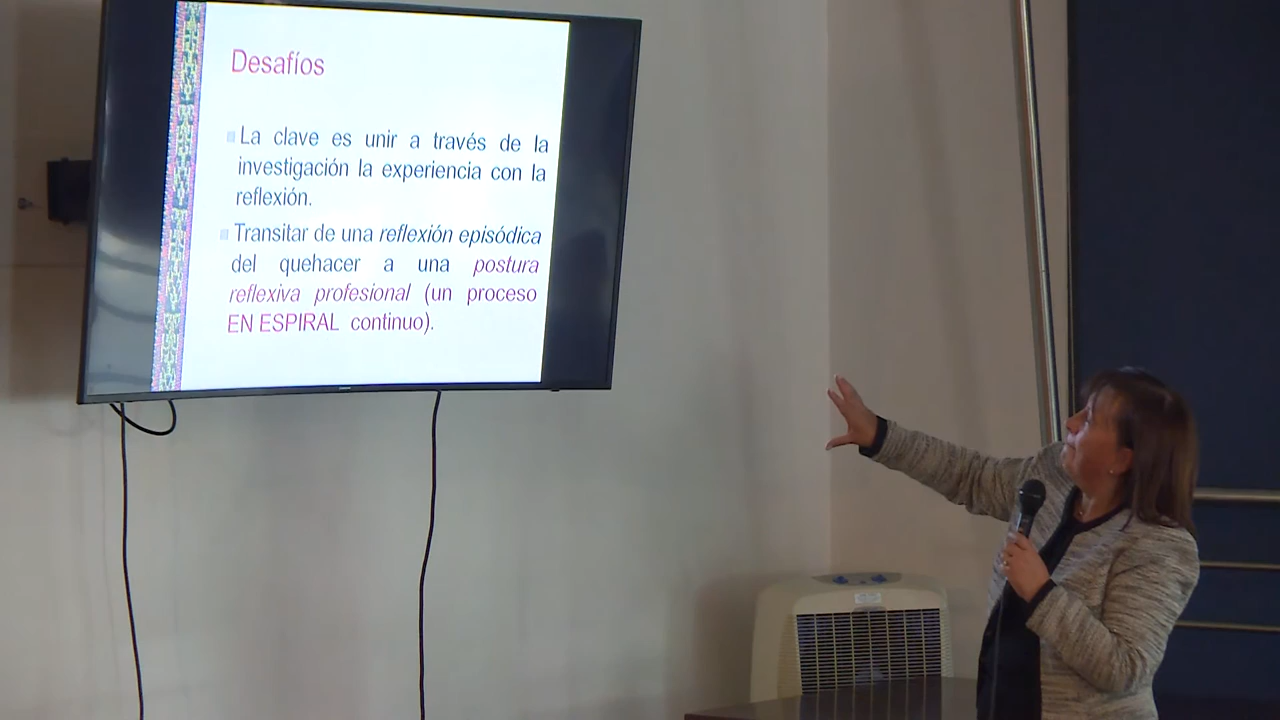 Desafíos
La clave es unir a través de la
investigación la experiencia con la
reflexión.
Transitar de una reflexión episódica
del quehacer a una postura
reflexiva profesional (un proceso
EN ESPIRAL continuo).